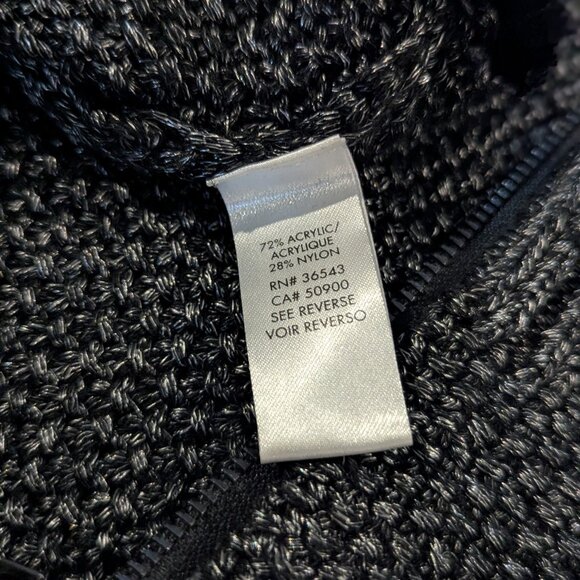 72% ACRYLIC/
ACRYLIQUE
28% NYLON
RN# 36543
CA# 50900
SEE REVERSE
VOIR REVERSO